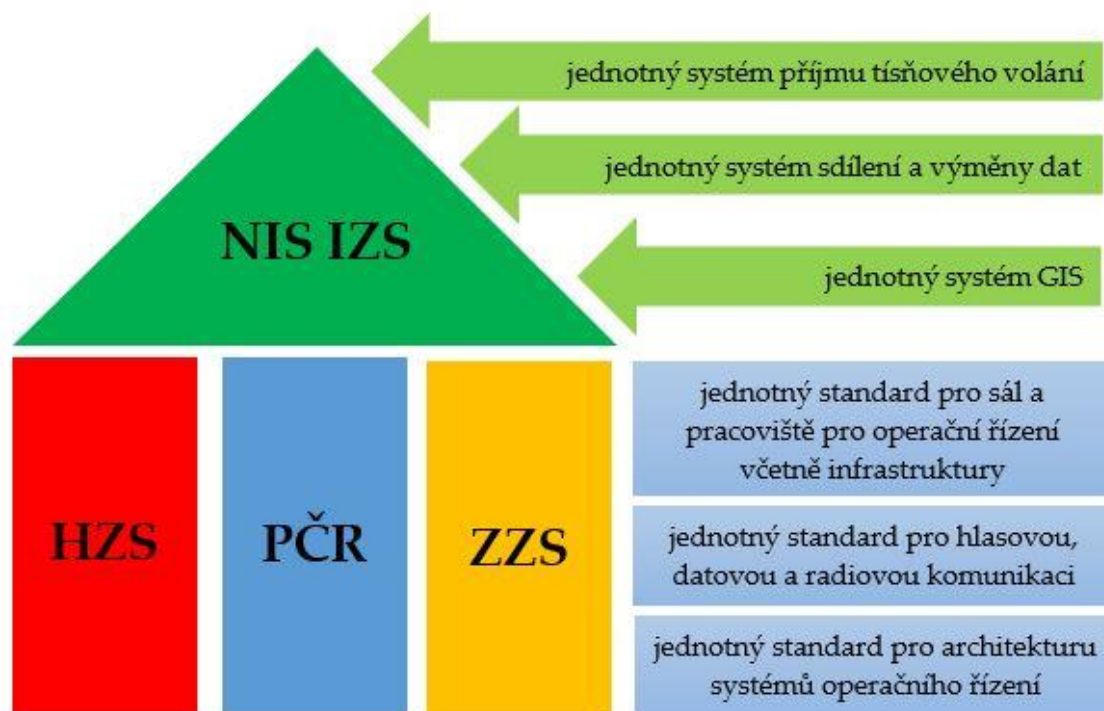 jednotný systém příjmu tísňového volání
jednotný systém sdílení a výměny dat
NIS IZS
jednotný systém GIS
HZS
PČR
ZZS
jednotný standard pro sál a
pracoviště pro operační řízení
včetně infrastruktury
jednotný standard pro hlasovou,
datovou a radiovou komunikaci
jednotný standard pro architekturu
systémů operačního řízení